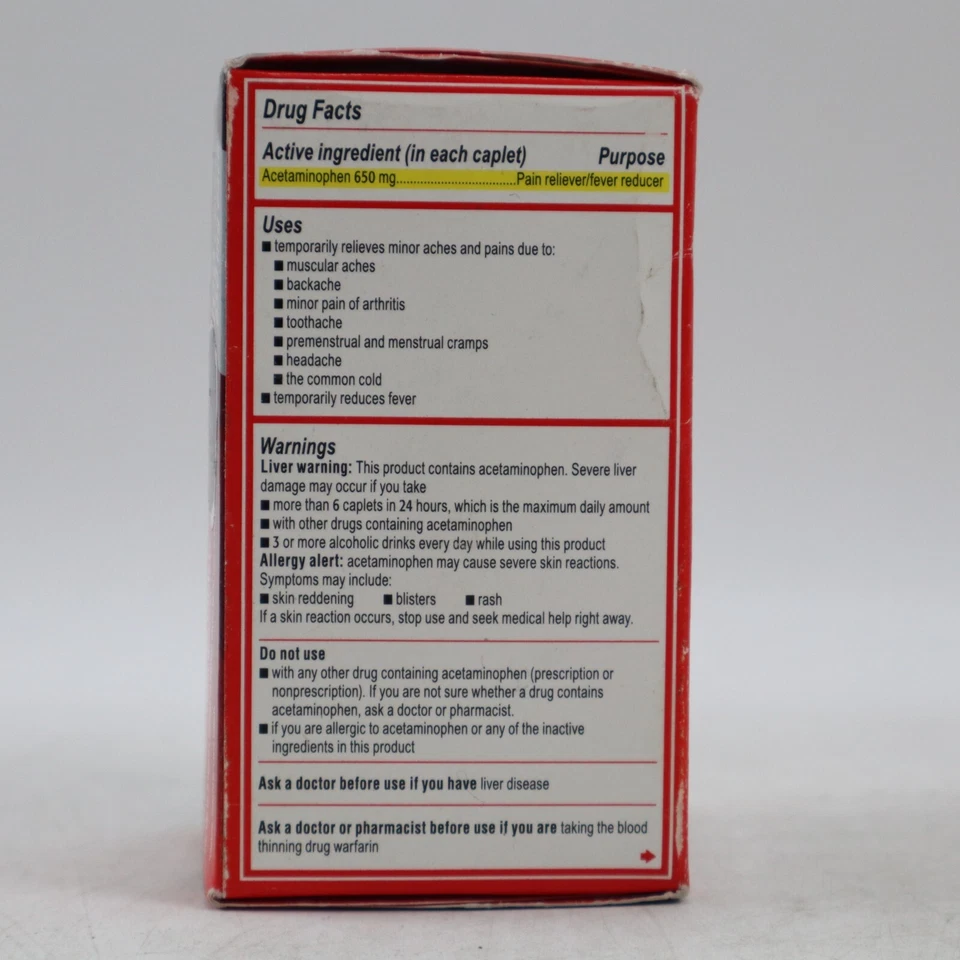 Drug Facts
Active ingredient (in each caplet) Purpose
Acetaminophen 650 mg....................................Pain reliever/fever reducer
Uses
■ temporarily relieves minor aches and pains due to:
■ muscular aches
■ backache
■ minor pain of arthritis
■ toothache
■ premenstrual and menstrual cramps
■ headache
■ the common cold
■ temporarily reduces fever
Warnings
Liver warning: This product contains acetaminophen. Severe liver
damage may occur if you take
■ more than 6 caplets in 24 hours, which is the maximum daily amount
■ with other drugs containing acetaminophen
■ 3 or more alcoholic drinks every day while using this product
Allergy alert: acetaminophen may cause severe skin reactions.
Symptoms may include:
■ skin reddening ■ blisters ■ rash
If a skin reaction occurs, stop use and seek medical help right away.
Do not use
■ with any other drug containing acetaminophen (prescription or
nonprescription). If you are not sure whether a drug contains
acetaminophen, ask a doctor or pharmacist.
■ if you are allergic to acetaminophen or any of the inactive
ingredients in this product
Ask a doctor before use if you have liver disease
Ask a doctor or pharmacist before use if you are taking the blood
thinning drug warfarin